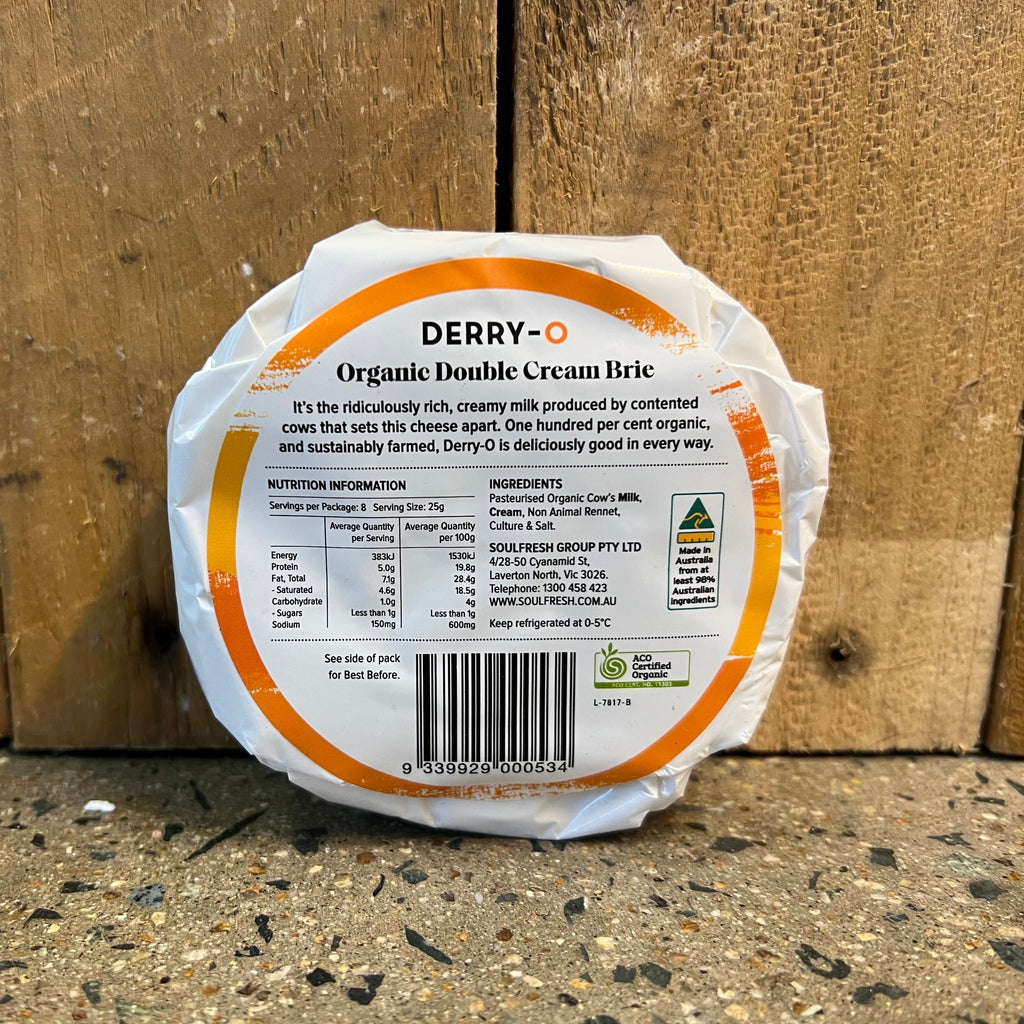 DERRY-O
Organic Double Cream Brie
It's the ridiculously rich, creamy milk produced by contented
cows that sets this cheese apart. One hundred per cent organic,
and sustainably farmed, Derry-O is deliciously good in every way.
NUTRITION INFORMATION
Servings per Package: 8 Serving Size: 25g
Average Quantity Average Quantity
per Serving per 100g
Energy 383kJ 1530kJ
Protein 5.0g 19.8g
Fat, Total 7.1g 28.4g
- Saturated 4.6g 18.5g
Carbohydrate 1.0g 4g
- Sugars Less than 1g Less than 1g
Sodium 150mg 600mg
INGREDIENTS
Pasteurised Organic Cow's Milk,
Cream, Non Animal Rennet,
Culture & Salt.
SOULFRESH GROUP PTY LTD
4/28-50 Cyanamid St,
Laverton North, Vic 3026.
Telephone: 1300 458 423
WWW.SOULFRESH.COM.AU
Keep refrigerated at 0-5°C
Made in
Australia
from at
least 98%
Australian
ingredients
See side of pack
for Best Before.
9 339929 000534
ACO
Certified
Organic
ACO CERT. NO. 11303
L-7817-B